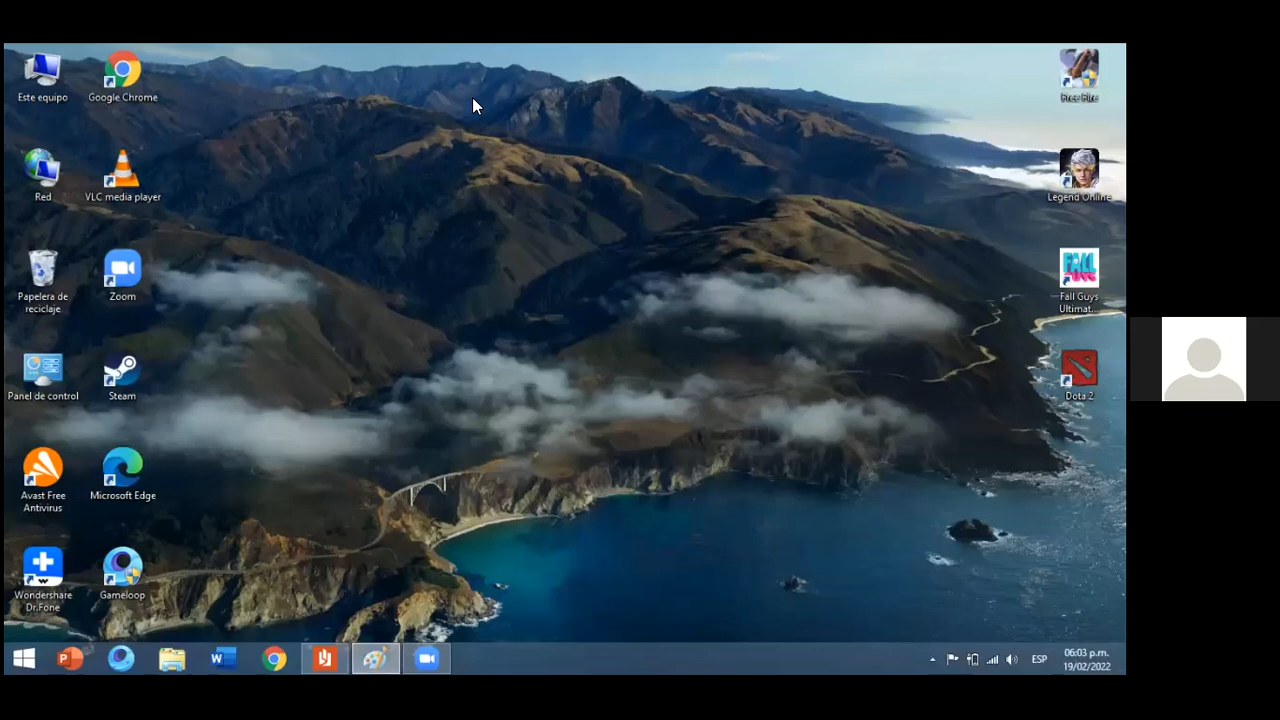 Este equipo
Google Chrome
Free Fire
Red
VLC media player
Legend Online
Papelera de
reciclaje
Zoom
FALL
GUYS
Fall Guys
Ultimat...
Panel de control
Steam
Dota 2
Avast Free
Antivirus
Microsoft Edge
Wondershare
Dr.Fone
Gameloop
ESP
06:03 p.m.
19/02/2022